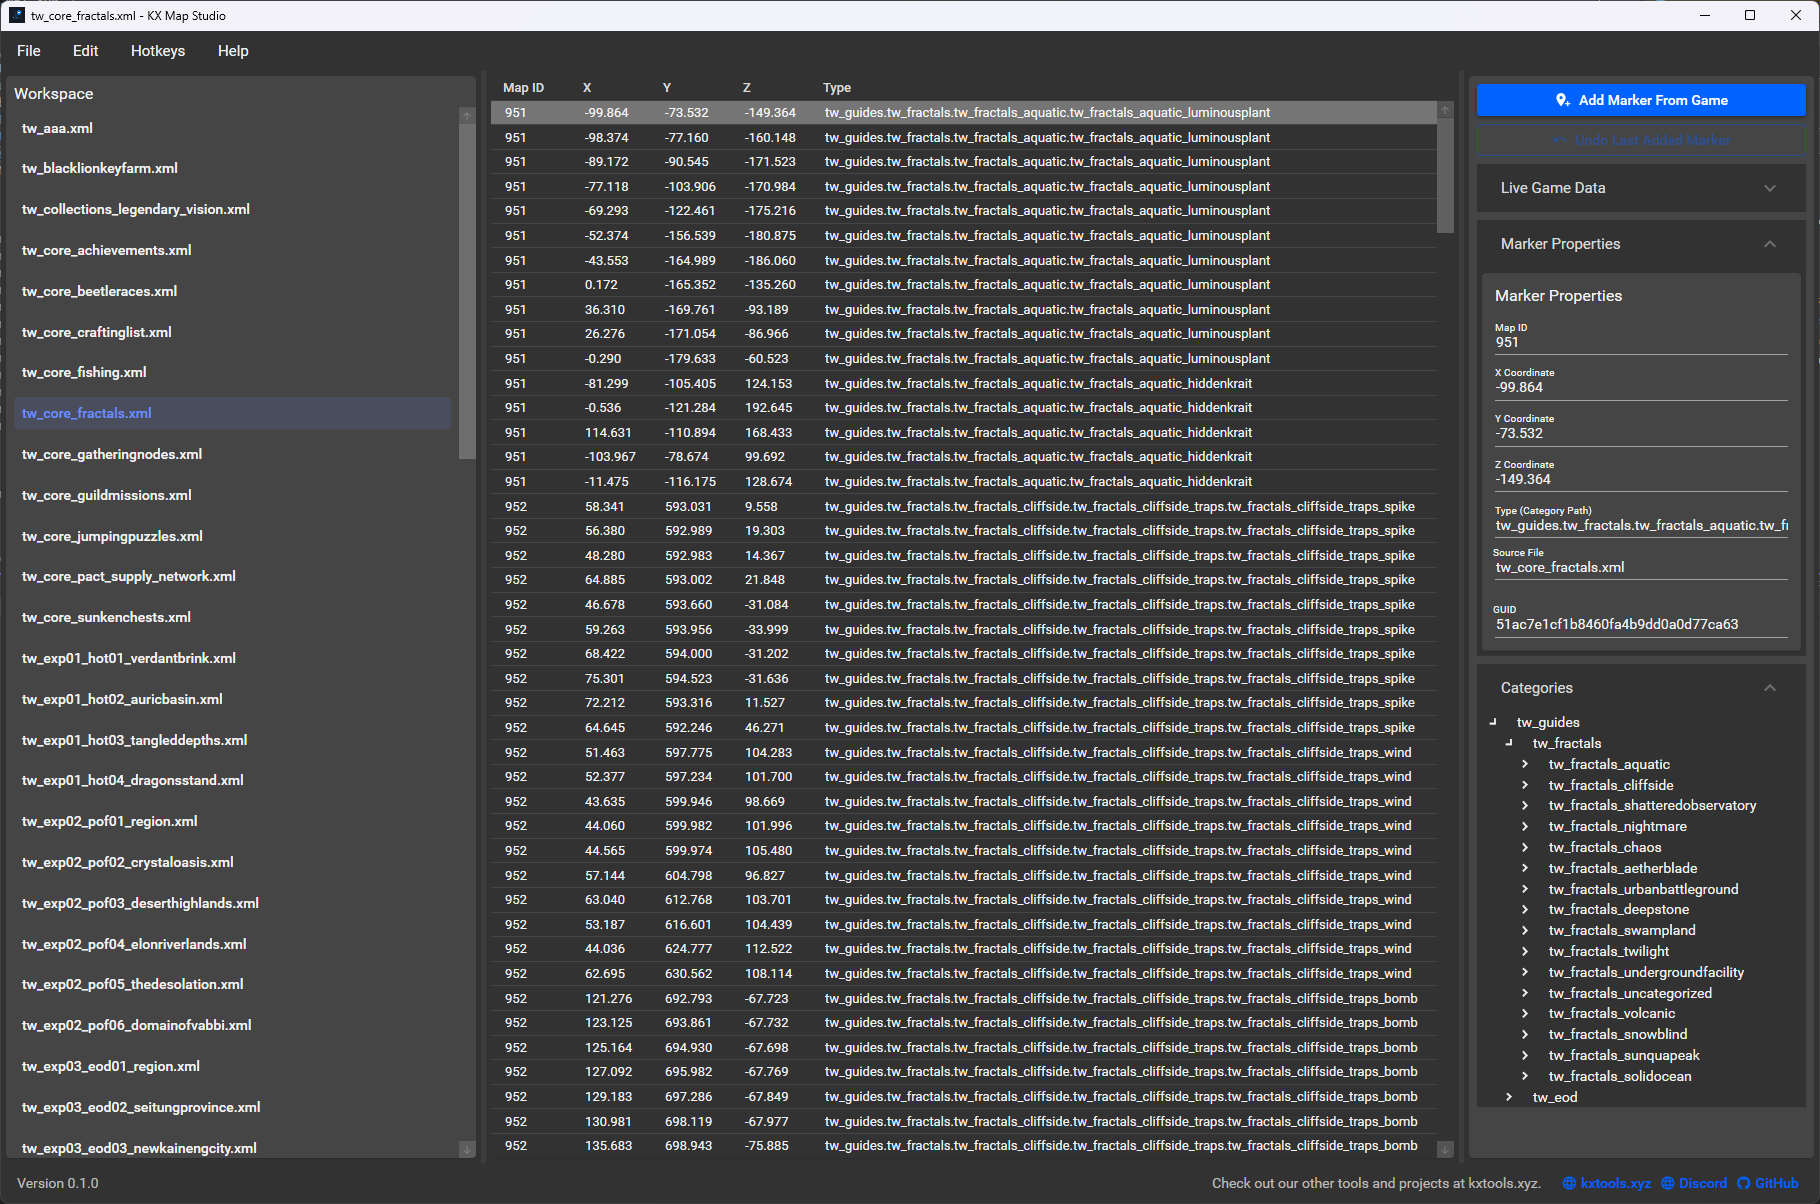 tw_core_fractals.xml - KX Map Studio
File Edit Hotkeys Help
Workspace
tw_aaa.xml
tw_blacklionkeyfarm.xml
tw_collections_legendary_vision.xml
tw_core_achievements.xml
tw_core_beetleraces.xml
tw_core_craftinglist.xml
tw_core_fishing.xml
tw_core_fractals.xml
tw_core_gatheringnodes.xml
tw_core_guildmissions.xml
tw_core_jumpingpuzzles.xml
tw_core_pact_supply_network.xml
tw_core_sunkenchests.xml
tw_exp01_hot01_verdantbrink.xml
tw_exp01_hot02_auricbasin.xml
tw_exp01_hot03_tangleddepths.xml
tw_exp01_hot04_dragonsstand.xml
tw_exp02_pof01_region.xml
tw_exp02_pof02_crystaloasis.xml
tw_exp02_pof03_deserthighlands.xml
tw_exp02_pof04_elonriverlands.xml
tw_exp02_pof05_thedesolation.xml
tw_exp02_pof06_domainofvabbi.xml
tw_exp03_eod01_region.xml
tw_exp03_eod02_seitungprovince.xml
tw_exp03_eod03_newkainengcity.xml
Map ID X Y Z Type
951 -99.864 -73.532 -149.364 tw_guides.tw_fractals.tw_fractals_aquatic.tw_fractals_aquatic_luminousplant
951 -98.374 -77.160 -160.148 tw_guides.tw_fractals.tw_fractals_aquatic.tw_fractals_aquatic_luminousplant
951 -89.172 -90.545 -171.523 tw_guides.tw_fractals.tw_fractals_aquatic.tw_fractals_aquatic_luminousplant
951 -77.118 -103.906 -170.984 tw_guides.tw_fractals.tw_fractals_aquatic.tw_fractals_aquatic_luminousplant
951 -69.293 -122.461 -175.216 tw_guides.tw_fractals.tw_fractals_aquatic.tw_fractals_aquatic_luminousplant
951 -52.374 -156.539 -180.875 tw_guides.tw_fractals.tw_fractals_aquatic.tw_fractals_aquatic_luminousplant
951 -43.553 -164.989 -186.060 tw_guides.tw_fractals.tw_fractals_aquatic.tw_fractals_aquatic_luminousplant
951 0.172 -165.352 -135.260 tw_guides.tw_fractals.tw_fractals_aquatic.tw_fractals_aquatic_luminousplant
951 36.310 -169.761 -93.189 tw_guides.tw_fractals.tw_fractals_aquatic.tw_fractals_aquatic_luminousplant
951 26.276 -171.054 -86.966 tw_guides.tw_fractals.tw_fractals_aquatic.tw_fractals_aquatic_luminousplant
951 -0.290 -179.633 -60.523 tw_guides.tw_fractals.tw_fractals_aquatic.tw_fractals_aquatic_luminousplant
951 -81.299 -105.405 124.153 tw_guides.tw_fractals.tw_fractals_aquatic.tw_fractals_aquatic_hiddenkrait
951 -0.536 -121.284 192.645 tw_guides.tw_fractals.tw_fractals_aquatic.tw_fractals_aquatic_hiddenkrait
951 114.631 -110.894 168.433 tw_guides.tw_fractals.tw_fractals_aquatic.tw_fractals_aquatic_hiddenkrait
951 -103.967 -78.674 99.692 tw_guides.tw_fractals.tw_fractals_aquatic.tw_fractals_aquatic_hiddenkrait
951 -11.475 -116.175 128.674 tw_guides.tw_fractals.tw_fractals_aquatic.tw_fractals_aquatic_hiddenkrait
952 58.341 593.031 9.558 tw_guides.tw_fractals.tw_fractals_cliffside.tw_fractals_cliffside_traps.tw_fractals_cliffside_traps_spike
952 56.380 592.989 19.303 tw_guides.tw_fractals.tw_fractals_cliffside.tw_fractals_cliffside_traps.tw_fractals_cliffside_traps_spike
952 48.280 592.983 14.367 tw_guides.tw_fractals.tw_fractals_cliffside.tw_fractals_cliffside_traps.tw_fractals_cliffside_traps_spike
952 64.885 593.002 21.848 tw_guides.tw_fractals.tw_fractals_cliffside.tw_fractals_cliffside_traps.tw_fractals_cliffside_traps_spike
952 46.678 593.660 -31.084 tw_guides.tw_fractals.tw_fractals_cliffside.tw_fractals_cliffside_traps.tw_fractals_cliffside_traps_spike
952 59.263 593.956 -33.999 tw_guides.tw_fractals.tw_fractals_cliffside.tw_fractals_cliffside_traps.tw_fractals_cliffside_traps_spike
952 68.422 594.000 -31.202 tw_guides.tw_fractals.tw_fractals_cliffside.tw_fractals_cliffside_traps.tw_fractals_cliffside_traps_spike
952 75.301 594.523 -31.636 tw_guides.tw_fractals.tw_fractals_cliffside.tw_fractals_cliffside_traps.tw_fractals_cliffside_traps_spike
952 72.212 593.316 11.527 tw_guides.tw_fractals.tw_fractals_cliffside.tw_fractals_cliffside_traps.tw_fractals_cliffside_traps_spike
952 64.645 592.246 46.271 tw_guides.tw_fractals.tw_fractals_cliffside.tw_fractals_cliffside_traps.tw_fractals_cliffside_traps_spike
952 51.463 597.775 104.283 tw_guides.tw_fractals.tw_fractals_cliffside.tw_fractals_cliffside_traps.tw_fractals_cliffside_traps_wind
952 52.377 597.234 101.700 tw_guides.tw_fractals.tw_fractals_cliffside.tw_fractals_cliffside_traps.tw_fractals_cliffside_traps_wind
952 43.635 599.946 98.669 tw_guides.tw_fractals.tw_fractals_cliffside.tw_fractals_cliffside_traps.tw_fractals_cliffside_traps_wind
952 44.060 599.982 101.996 tw_guides.tw_fractals.tw_fractals_cliffside.tw_fractals_cliffside_traps.tw_fractals_cliffside_traps_wind
952 44.565 599.974 105.480 tw_guides.tw_fractals.tw_fractals_cliffside.tw_fractals_cliffside_traps.tw_fractals_cliffside_traps_wind
952 57.144 604.798 96.827 tw_guides.tw_fractals.tw_fractals_cliffside.tw_fractals_cliffside_traps.tw_fractals_cliffside_traps_wind
952 63.040 612.768 103.701 tw_guides.tw_fractals.tw_fractals_cliffside.tw_fractals_cliffside_traps.tw_fractals_cliffside_traps_wind
952 53.187 616.601 104.439 tw_guides.tw_fractals.tw_fractals_cliffside.tw_fractals_cliffside_traps.tw_fractals_cliffside_traps_wind
952 44.036 624.777 112.522 tw_guides.tw_fractals.tw_fractals_cliffside.tw_fractals_cliffside_traps.tw_fractals_cliffside_traps_wind
952 62.695 630.562 108.114 tw_guides.tw_fractals.tw_fractals_cliffside.tw_fractals_cliffside_traps.tw_fractals_cliffside_traps_wind
952 121.276 692.793 -67.723 tw_guides.tw_fractals.tw_fractals_cliffside.tw_fractals_cliffside_traps.tw_fractals_cliffside_traps_bomb
952 123.125 693.861 -67.732 tw_guides.tw_fractals.tw_fractals_cliffside.tw_fractals_cliffside_traps.tw_fractals_cliffside_traps_bomb
952 125.164 694.930 -67.698 tw_guides.tw_fractals.tw_fractals_cliffside.tw_fractals_cliffside_traps.tw_fractals_cliffside_traps_bomb
952 127.092 695.982 -67.769 tw_guides.tw_fractals.tw_fractals_cliffside.tw_fractals_cliffside_traps.tw_fractals_cliffside_traps_bomb
952 129.183 697.286 -67.849 tw_guides.tw_fractals.tw_fractals_cliffside.tw_fractals_cliffside_traps.tw_fractals_cliffside_traps_bomb
952 130.981 698.119 -67.977 tw_guides.tw_fractals.tw_fractals_cliffside.tw_fractals_cliffside_traps.tw_fractals_cliffside_traps_bomb
952 135.683 698.943 -75.885 tw_guides.tw_fractals.tw_fractals_cliffside.tw_fractals_cliffside_traps.tw_fractals_cliffside_traps_bomb
Add Marker From Game
Undo Last Added Marker
Live Game Data
Marker Properties
Marker Properties
Map ID
951
X Coordinate
-99.864
Y Coordinate
-73.532
Z Coordinate
-149.364
Type (Category Path)
tw_guides.tw_fractals.tw_fractals_aquatic.tw_fr
Source File
tw_core_fractals.xml
GUID
51ac7e1cf1b8460fa4b9dd0a0d77ca63
Categories
tw_guides
tw_fractals
tw_fractals_aquatic
tw_fractals_cliffside
tw_fractals_shatteredobservatory
tw_fractals_nightmare
tw_fractals_chaos
tw_fractals_aetherblade
tw_fractals_urbanbattleground
tw_fractals_deepstone
tw_fractals_swampland
tw_fractals_twilight
tw_fractals_undergroundfacility
tw_fractals_uncategorized
tw_fractals_volcanic
tw_fractals_snowblind
tw_fractals_sunquapeak
tw_fractals_solidocean
tw_eod
Version 0.1.0
Check out our other tools and projects at kxtools.xyz. kxtools.xyz Discord GitHub